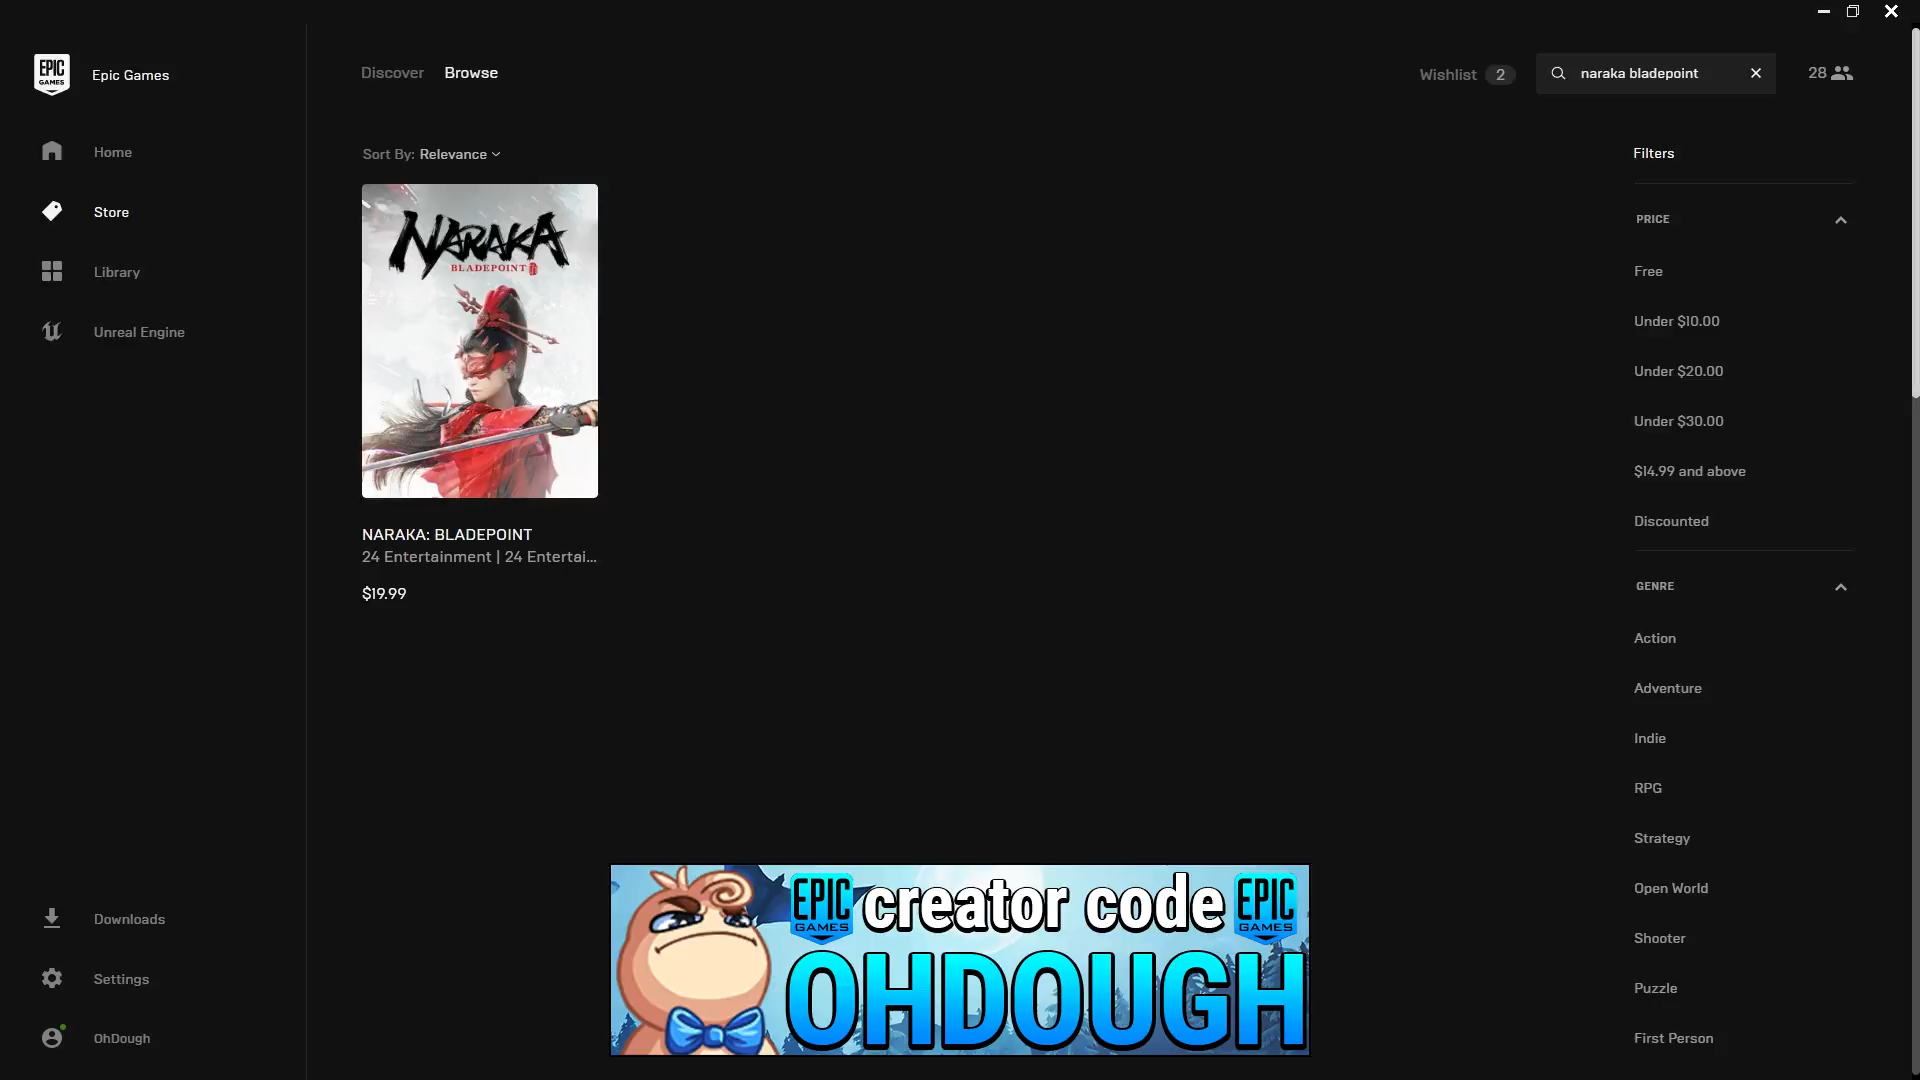 EPIC
GAMES
Epic Games
Discover
Browse
Wishlist 2
naraka bladepoint
28
Home
Store
Library
Unreal Engine
Sort By: Relevance
NARAKA
BLADEPOINT
NARAKA: BLADEPOINT
24 Entertainment | 24 Entertai...
$19.99
Filters
PRICE
Free
Under $10.00
Under $20.00
Under $30.00
$14.99 and above
Discounted
GENRE
Action
Adventure
Indie
RPG
Strategy
Open World
Shooter
Puzzle
First Person
Downloads
Settings
OhDough
EPIC
GAMES
creator code
EPIC
GAMES
OHDOUGH